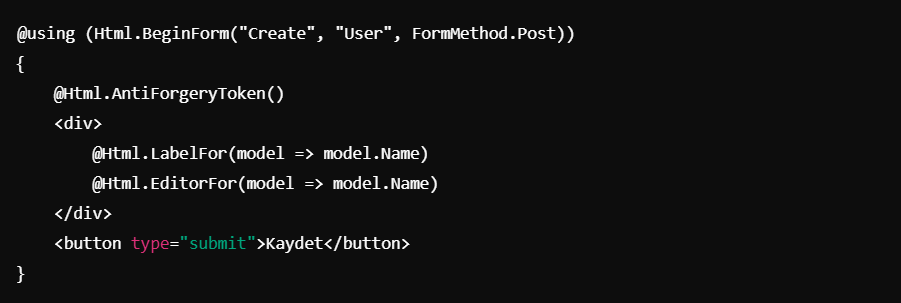 @using (Html.BeginForm("Create", "User", FormMethod.Post))
{
    @Html.AntiForgeryToken()
    <div>
        @Html.LabelFor(model => model.Name)
        @Html.EditorFor(model => model.Name)
    </div>
    <button type="submit">Kaydet</button>
}